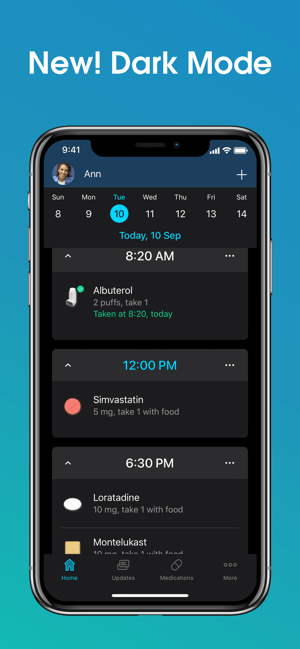 New! Dark Mode
9:41
Ann
Sun Mon Tue Wed Thu Fri Sat
8 9 10 11 12 13 14
Today, 10 Sep
8:20 AM
Albuterol
2 puffs, take 1
Taken at 8:20, today
12:00 PM
Simvastatin
5 mg, take 1 with food
6:30 PM
Loratadine
10 mg, take 1 with food
Montelukast
10 mg, take 1 with food
Home Updates Medications More